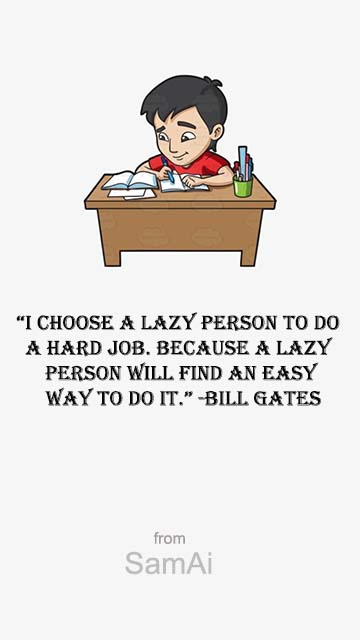 “I CHOOSE A LAZY PERSON TO DO
A HARD JOB. BECAUSE A LAZY
PERSON WILL FIND AN EASY
WAY TO DO IT.” -BILL GATES
from
SamAi